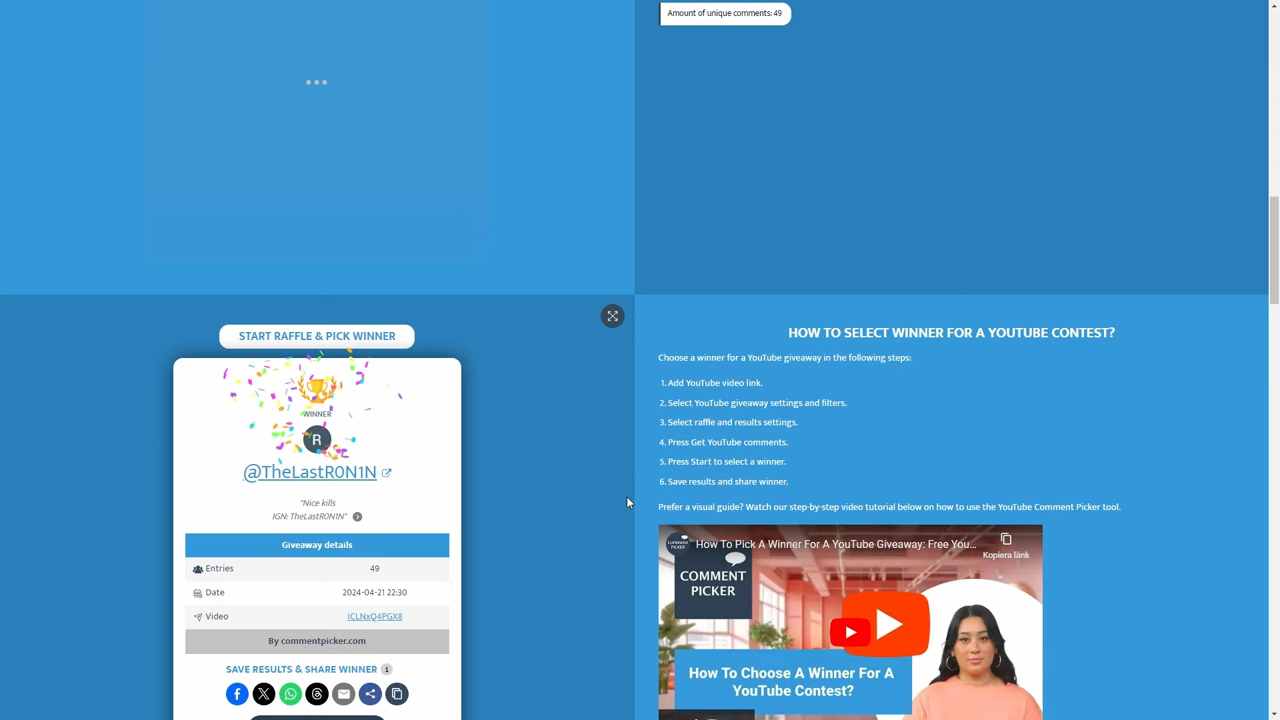 Amount of unique comments: 49
START RAFFLE & PICK WINNER
WINNER
R
@TheLastR0N1N
"Nice kills
IGN: TheLastR0N1N"
Giveaway details
Entries 49
Date 2024-04-21 22:30
Video JCLNxQ4PGX8
By commentpicker.com
SAVE RESULTS & SHARE WINNER i
HOW TO SELECT WINNER FOR A YOUTUBE CONTEST?
Choose a winner for a YouTube giveaway in the following steps:
1. Add YouTube video link.
2. Select YouTube giveaway settings and filters.
3. Select raffle and results settings.
4. Press Get YouTube comments.
5. Press Start to select a winner.
6. Save results and share winner.
Prefer a visual guide? Watch our step-by-step video tutorial below on how to use the YouTube Comment Picker tool.
How To Pick A Winner For A YouTube Giveaway: Free You...
Kopiera länk
COMMENT
PICKER
How To Choose A Winner For A
YouTube Contest?